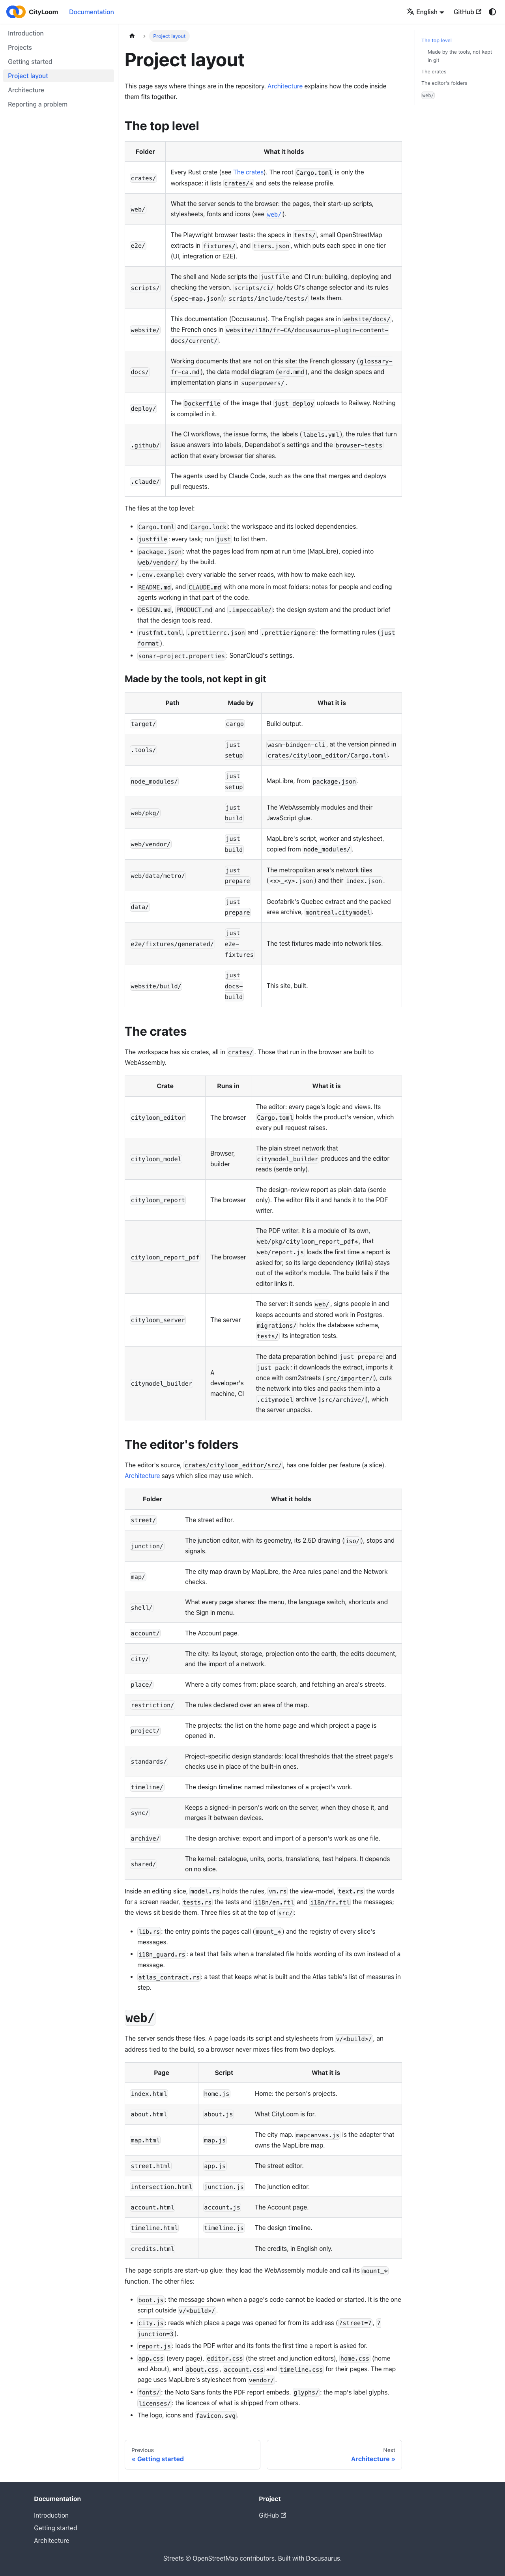 CityLoom
Documentation
English
GitHub
Introduction
Projects
Getting started
Project layout
Architecture
Reporting a problem
Project layout
The top level
Made by the tools, not kept
in git
The crates
The editor's folders
web/
Project layout
This page says where things are in the repository. Architecture explains how the code inside
them fits together.
The top level
Folder What it holds
crates/ Every Rust crate (see The crates). The root Cargo.toml is only the
workspace: it lists crates/* and sets the release profile.
web/ What the server sends to the browser: the pages, their start-up scripts,
stylesheets, fonts and icons (see web/).
e2e/ The Playwright browser tests: the specs in tests/, small OpenStreetMap
extracts in fixtures/, and tiers.json, which puts each spec in one tier
(UI, integration or E2E).
scripts/ The shell and Node scripts the justfile and CI run: building, deploying and
checking the version. scripts/ci/ holds CI's change selector and its rules
(spec-map.json); scripts/include/tests/ tests them.
website/ This documentation (Docusaurus). The English pages are in website/docs/,
the French ones in website/i18n/fr-CA/docusaurus-plugin-content-
docs/current/.
docs/ Working documents that are not on this site: the French glossary (glossary-
fr-ca.md), the data model diagram (erd.mmd), and the design specs and
implementation plans in superpowers/.
deploy/ The Dockerfile of the image that just deploy uploads to Railway. Nothing
is compiled in it.
.github/ The CI workflows, the issue forms, the labels (labels.yml), the rules that turn
issue answers into labels, Dependabot's settings and the browser-tests
action that every browser tier shares.
.claude/ The agents used by Claude Code, such as the one that merges and deploys
pull requests.
The files at the top level:
Cargo.toml and Cargo.lock: the workspace and its locked dependencies.
justfile: every task; run just to list them.
package.json: what the pages load from npm at run time (MapLibre), copied into
web/vendor/ by the build.
.env.example: every variable the server reads, with how to make each key.
README.md, and CLAUDE.md with one more in most folders: notes for people and coding
agents working in that part of the code.
DESIGN.md, PRODUCT.md and .impeccable/: the design system and the product brief
that the design tools read.
rustfmt.toml, .prettierrc.json and .prettierignore: the formatting rules (just
format).
sonar-project.properties: SonarCloud's settings.
Made by the tools, not kept in git
Path Made by What it is
target/ cargo Build output.
.tools/ just
setup wasm-bindgen-cli, at the version pinned in
crates/cityloom_editor/Cargo.toml.
node_modules/ just
setup MapLibre, from package.json.
web/pkg/ just
build The WebAssembly modules and their
JavaScript glue.
web/vendor/ just
build MapLibre's script, worker and stylesheet,
copied from node_modules/.
web/data/metro/ just
prepare The metropolitan area's network tiles
(<x>_<y>.json) and their index.json.
data/ just
prepare Geofabrik's Quebec extract and the packed
area archive, montreal.citymodel.
e2e/fixtures/generated/ just
e2e-
fixtures The test fixtures made into network tiles.
website/build/ just
docs-
build This site, built.
The crates
The workspace has six crates, all in crates/. Those that run in the browser are built to
WebAssembly.
Crate Runs in What it is
cityloom_editor The browser The editor: every page's logic and views. Its
Cargo.toml holds the product's version, which
every pull request raises.
cityloom_model Browser,
builder The plain street network that
citymodel_builder produces and the editor
reads (serde only).
cityloom_report The browser The design-review report as plain data (serde
only). The editor fills it and hands it to the PDF
writer.
cityloom_report_pdf The browser The PDF writer. It is a module of its own,
web/pkg/cityloom_report_pdf*, that
web/report.js loads the first time a report is
asked for, so its large dependency (krilla) stays
out of the editor's module. The build fails if the
editor links it.
cityloom_server The server The server: it sends web/, signs people in and
keeps accounts and stored work in Postgres.
migrations/ holds the database schema,
tests/ its integration tests.
citymodel_builder A
developer's
machine, CI The data preparation behind just prepare and
just pack: it downloads the extract, imports it
once with osm2streets (src/importer/), cuts
the network into tiles and packs them into a
.citymodel archive (src/archive/), which
the server unpacks.
The editor's folders
The editor's source, crates/cityloom_editor/src/, has one folder per feature (a slice).
Architecture says which slice may use which.
Folder What it holds
street/ The street editor.
junction/ The junction editor, with its geometry, its 2.5D drawing (iso/), stops and
signals.
map/ The city map drawn by MapLibre, the Area rules panel and the Network
checks.
shell/ What every page shares: the menu, the language switch, shortcuts and
the Sign in menu.
account/ The Account page.
city/ The city: its layout, storage, projection onto the earth, the edits document,
and the import of a network.
place/ Where a city comes from: place search, and fetching an area's streets.
restriction/ The rules declared over an area of the map.
project/ The projects: the list on the home page and which project a page is
opened in.
standards/ Project-specific design standards: local thresholds that the street page's
checks use in place of the built-in ones.
timeline/ The design timeline: named milestones of a project's work.
sync/ Keeps a signed-in person's work on the server, when they chose it, and
merges it between devices.
archive/ The design archive: export and import of a person's work as one file.
shared/ The kernel: catalogue, units, ports, translations, test helpers. It depends
on no slice.
Inside an editing slice, model.rs holds the rules, vm.rs the view-model, text.rs the words
for a screen reader, tests.rs the tests and i18n/en.ftl and i18n/fr.ftl the messages;
the views sit beside them. Three files sit at the top of src/:
lib.rs: the entry points the pages call (mount_*) and the registry of every slice's
messages.
i18n_guard.rs: a test that fails when a translated file holds wording of its own instead of a
message.
atlas_contract.rs: a test that keeps what is built and the Atlas table's list of measures in
step.
web/
The server sends these files. A page loads its script and stylesheets from v/<build>/, an
address tied to the build, so a browser never mixes files from two deploys.
Page Script What it is
index.html home.js Home: the person's projects.
about.html about.js What CityLoom is for.
map.html map.js The city map. mapcanvas.js is the adapter that
owns the MapLibre map.
street.html app.js The street editor.
intersection.html junction.js The junction editor.
account.html account.js The Account page.
timeline.html timeline.js The design timeline.
credits.html The credits, in English only.
The page scripts are start-up glue: they load the WebAssembly module and call its mount_*
function. The other files:
boot.js: the message shown when a page's code cannot be loaded or started. It is the one
script outside v/<build>/.
city.js: reads which place a page was opened for from its address (?street=7, ?
junction=3).
report.js: loads the PDF writer and its fonts the first time a report is asked for.
app.css (every page), editor.css (the street and junction editors), home.css (home
and About), and about.css, account.css and timeline.css for their pages. The map
page uses MapLibre's stylesheet from vendor/.
fonts/: the Noto Sans fonts the PDF report embeds. glyphs/: the map's label glyphs.
licenses/: the licences of what is shipped from others.
The logo, icons and favicon.svg.
Previous
« Getting started
Next
Architecture »
Documentation
Introduction
Getting started
Architecture
Project
GitHub
Streets © OpenStreetMap contributors. Built with Docusaurus.